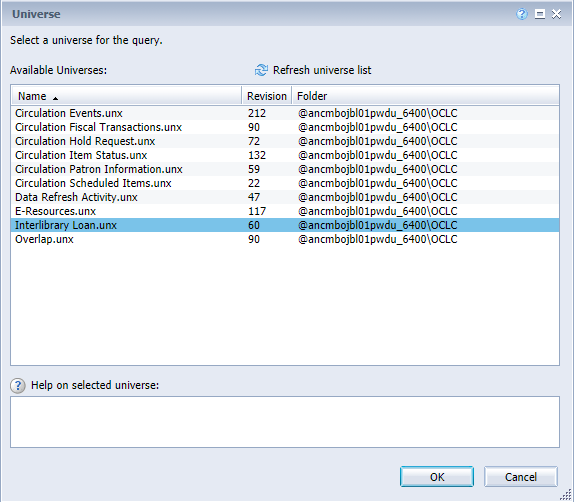 Universe
Select a universe for the query.
Available Universes: Refresh universe list
Name Revision Folder
Circulation Events.unx 212 @ancmbojbl01pwdu_6400\OCLC
Circulation Fiscal Transactions.unx 90 @ancmbojbl01pwdu_6400\OCLC
Circulation Hold Request.unx 72 @ancmbojbl01pwdu_6400\OCLC
Circulation Item Status.unx 132 @ancmbojbl01pwdu_6400\OCLC
Circulation Patron Information.unx 59 @ancmbojbl01pwdu_6400\OCLC
Circulation Scheduled Items.unx 22 @ancmbojbl01pwdu_6400\OCLC
Data Refresh Activity.unx 47 @ancmbojbl01pwdu_6400\OCLC
E-Resources.unx 117 @ancmbojbl01pwdu_6400\OCLC
Interlibrary Loan.unx 60 @ancmbojbl01pwdu_6400\OCLC
Overlap.unx 90 @ancmbojbl01pwdu_6400\OCLC
? Help on selected universe:
OK Cancel